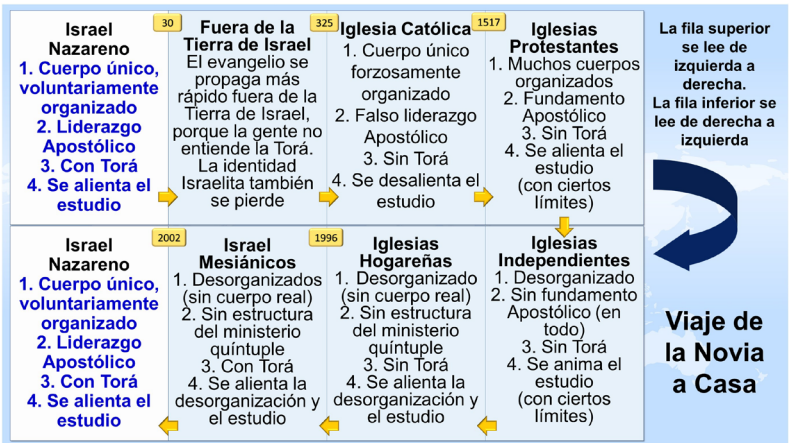 Israel
Nazareno
1. Cuerpo único,
voluntariamente
organizado
2. Liderazgo
Apostólico
3. Con Torá
4. Se alienta el
estudio
30
Fuera de la
Tierra de Israel
El evangelio se
propaga más
rápido fuera de la
Tierra de Israel,
porque la gente no
entiende la Torá.
La identidad
Israelita también
se pierde
325
Iglesia Católica
1. Cuerpo único
forzosamente
organizado
2. Falso liderazgo
Apostólico
3. Sin Torá
4. Se desalienta el
estudio
1517
Iglesias
Protestantes
1. Muchos cuerpos
organizados
2. Fundamento
Apostólico
3. Sin Torá
4. Se alienta el
estudio
(con ciertos
límites)
La fila superior
se lee de
izquierda a
derecha.
La fila inferior se
lee de derecha a
izquierda
Israel
Nazareno
1. Cuerpo único,
voluntariamente
organizado
2. Liderazgo
Apostólico
3. Con Torá
4. Se alienta el
estudio
2002
Israel
Mesiánicos
1. Desorganizados
(sin cuerpo real)
2. Sin estructura
del ministerio
quíntuple
3. Con Torá
4. Se alienta la
desorganización y
el estudio
1996
Iglesias
Hogareñas
1. Desorganizado
(sin cuerpo real)
2. Sin estructura
del ministerio
quíntuple
3. Sin Torá
4. Se alienta la
desorganización y
el estudio
Iglesias
Independientes
1. Desorganizado
2. Sin fundamento
Apostólico (en
todo)
3. Sin Torá
4. Se anima el
estudio
(con ciertos
límites)
Viaje de
la Novia
a Casa